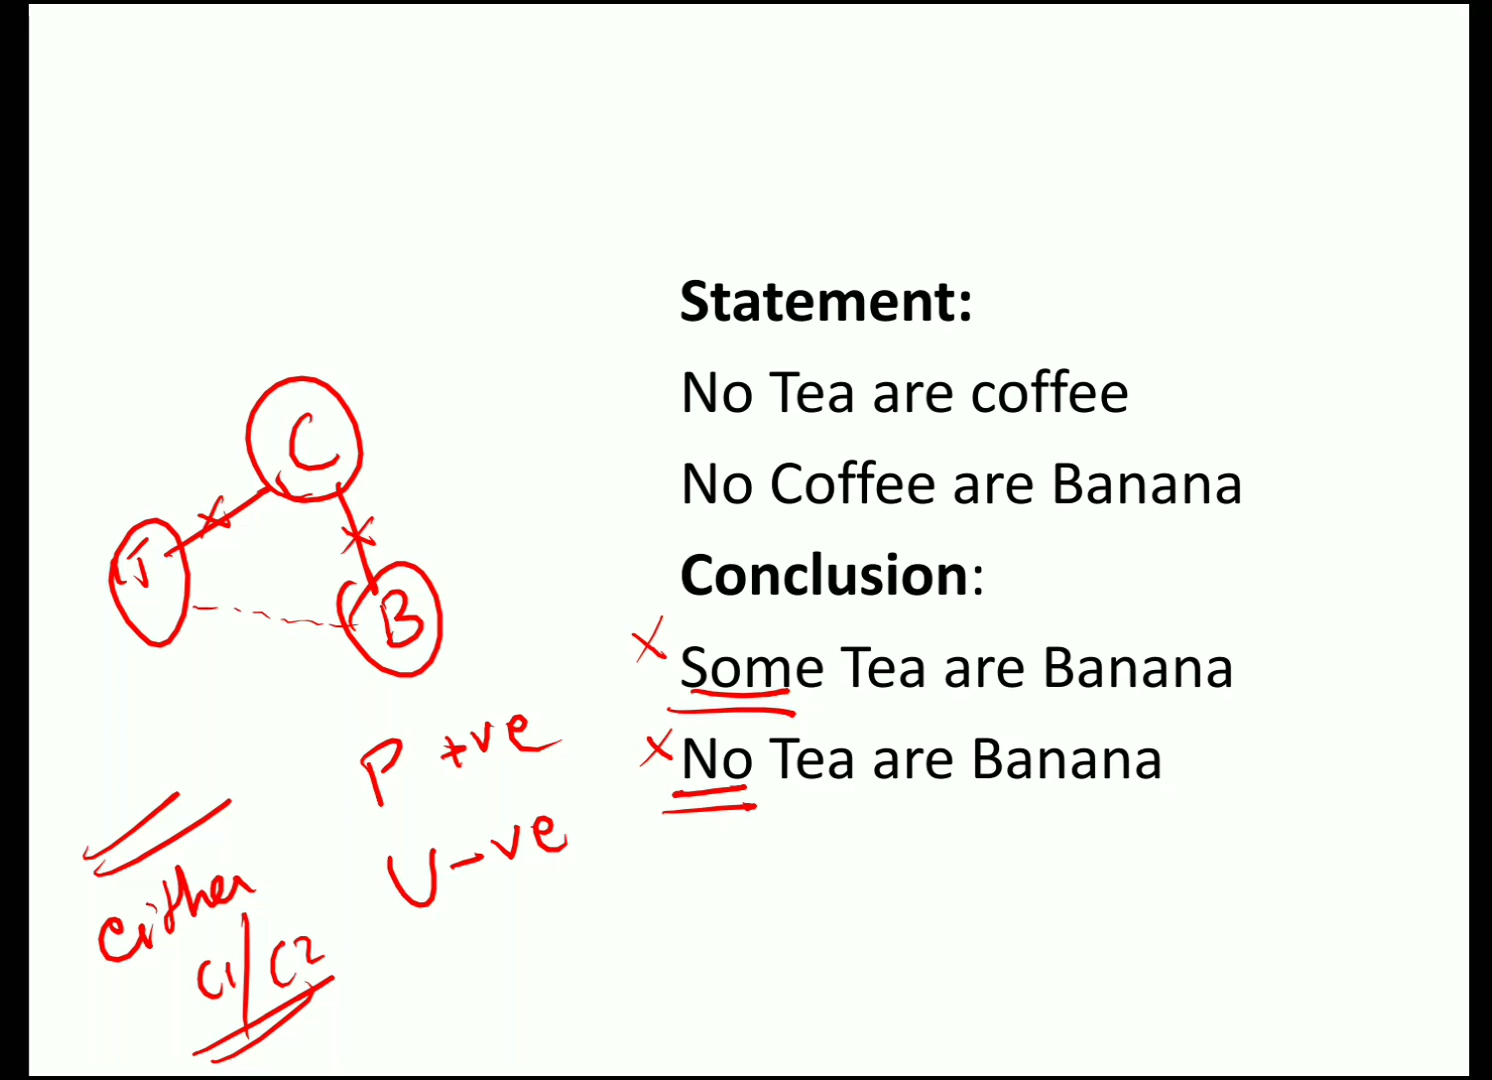 Statement:
No Tea are coffee
No Coffee are Banana
Conclusion:
Some Tea are Banana
No Tea are Banana
C
T
B
P +ve
U -ve
either
C1/C2